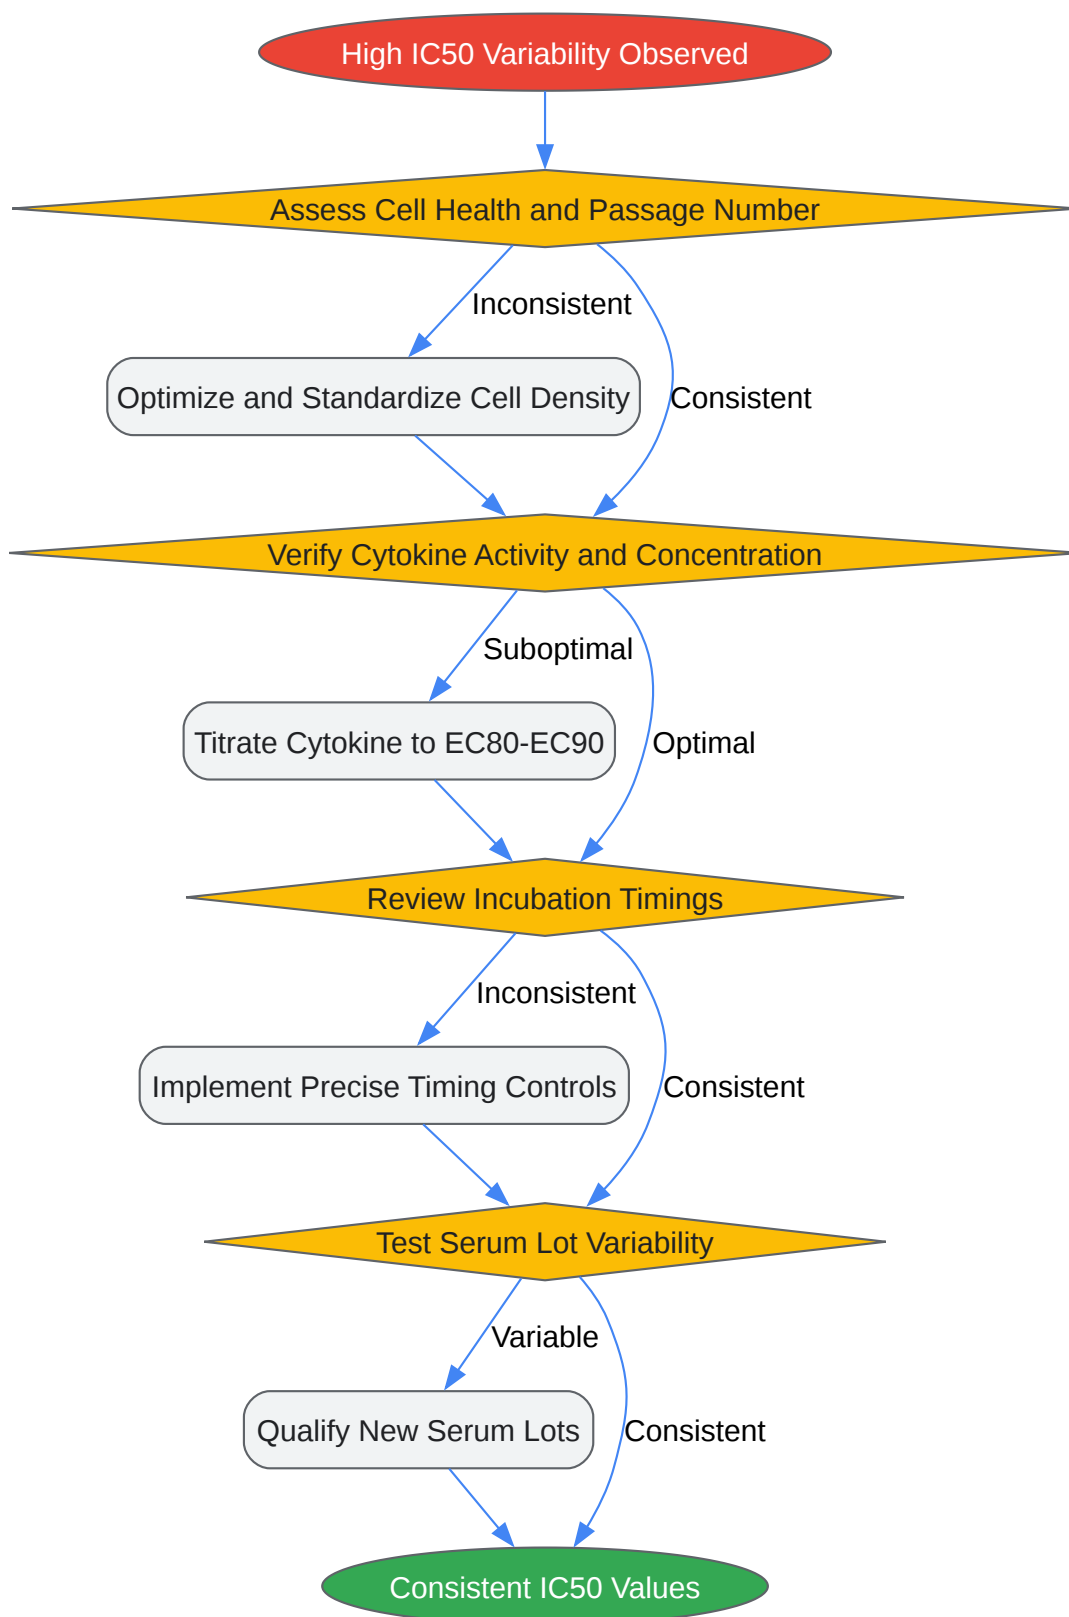 High IC50 Variability Observed
Assess Cell Health and Passage Number
Inconsistent
Optimize and Standardize Cell Density
Consistent
Verify Cytokine Activity and Concentration
Suboptimal
Titrate Cytokine to EC80-EC90
Optimal
Review Incubation Timings
Inconsistent
Implement Precise Timing Controls
Consistent
Test Serum Lot Variability
Variable
Qualify New Serum Lots
Consistent
Consistent IC50 Values